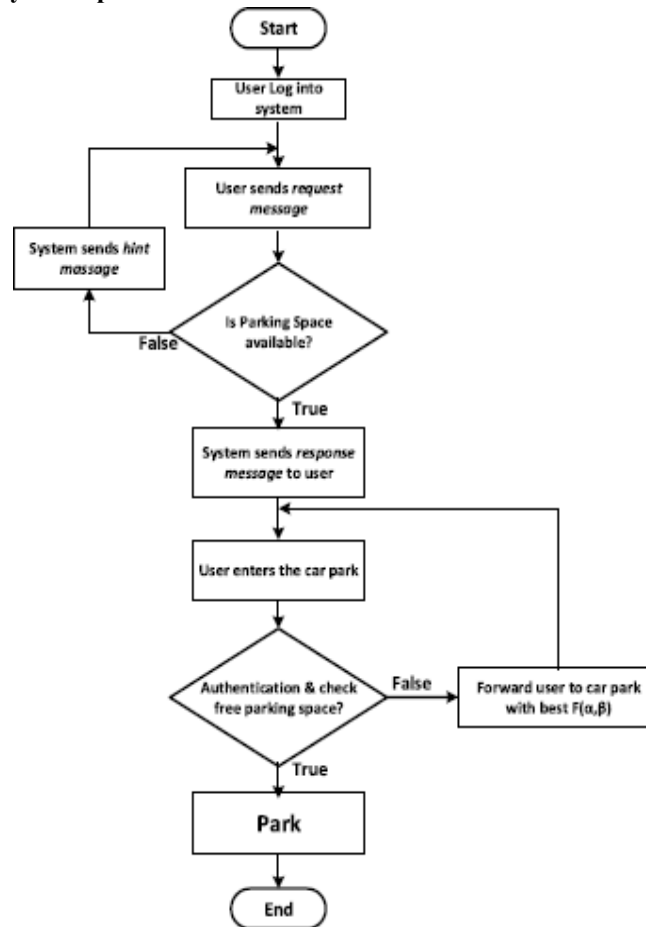 Start
User Log into
system
User sends request
message
System sends hint
massage
Is Parking Space
available?
False
True
System sends response
message to user
User enters the car park
Authentication & check
free parking space?
False
Forward user to car park
with best F(α,β)
True
Park
End